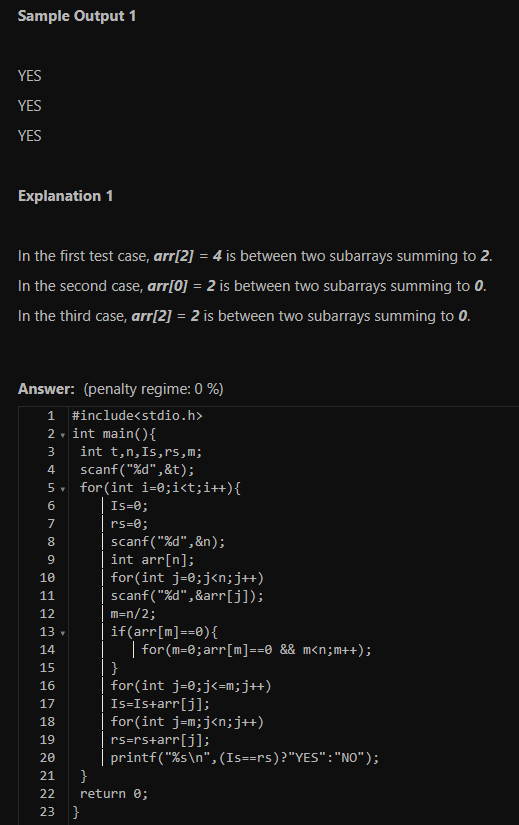 Sample Output 1
YES
YES
YES
Explanation 1
In the first test case, arr[2] = 4 is between two subarrays summing to 2.
In the second case, arr[0] = 2 is between two subarrays summing to 0.
In the third case, arr[2] = 2 is between two subarrays summing to 0.
Answer: (penalty regime: 0 %)
1 #include<stdio.h>
2 int main(){
3 int t,n,Is,rs,m;
4 scanf("%d",&t);
5 for(int i=0;i<t;i++){
6 Is=0;
7 rs=0;
8 scanf("%d",&n);
9 int arr[n];
10 for(int j=0;j<n;j++)
11 scanf("%d",&arr[j]);
12 m=n/2;
13 if(arr[m]==0){
14 for(m=0;arr[m]==0 && m<n;m++);
15 }
16 for(int j=0;j<=m;j++)
17 Is=Is+arr[j];
18 for(int j=m;j<n;j++)
19 rs=rs+arr[j];
20 printf("%s\n",(Is==rs)?"YES":"NO");
21 }
22 return 0;
23 }